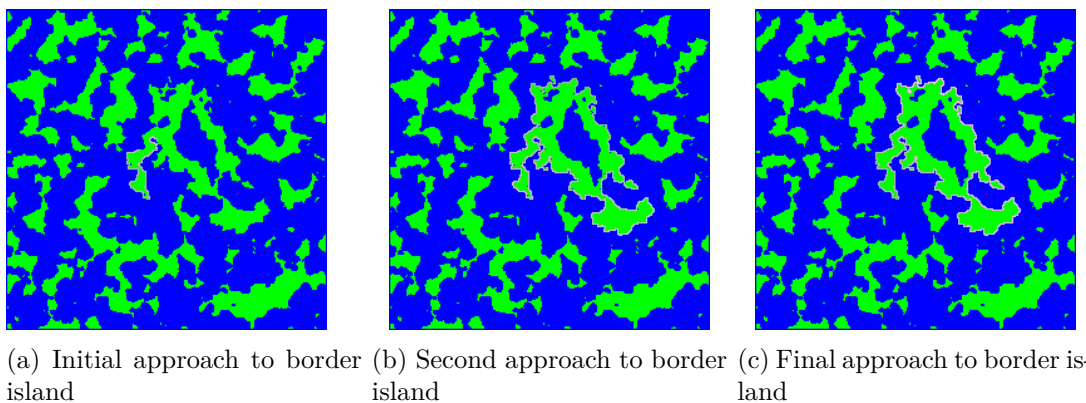 (a) Initial approach to border
island
(b) Second approach to border
island
(c) Final approach to border is-
land